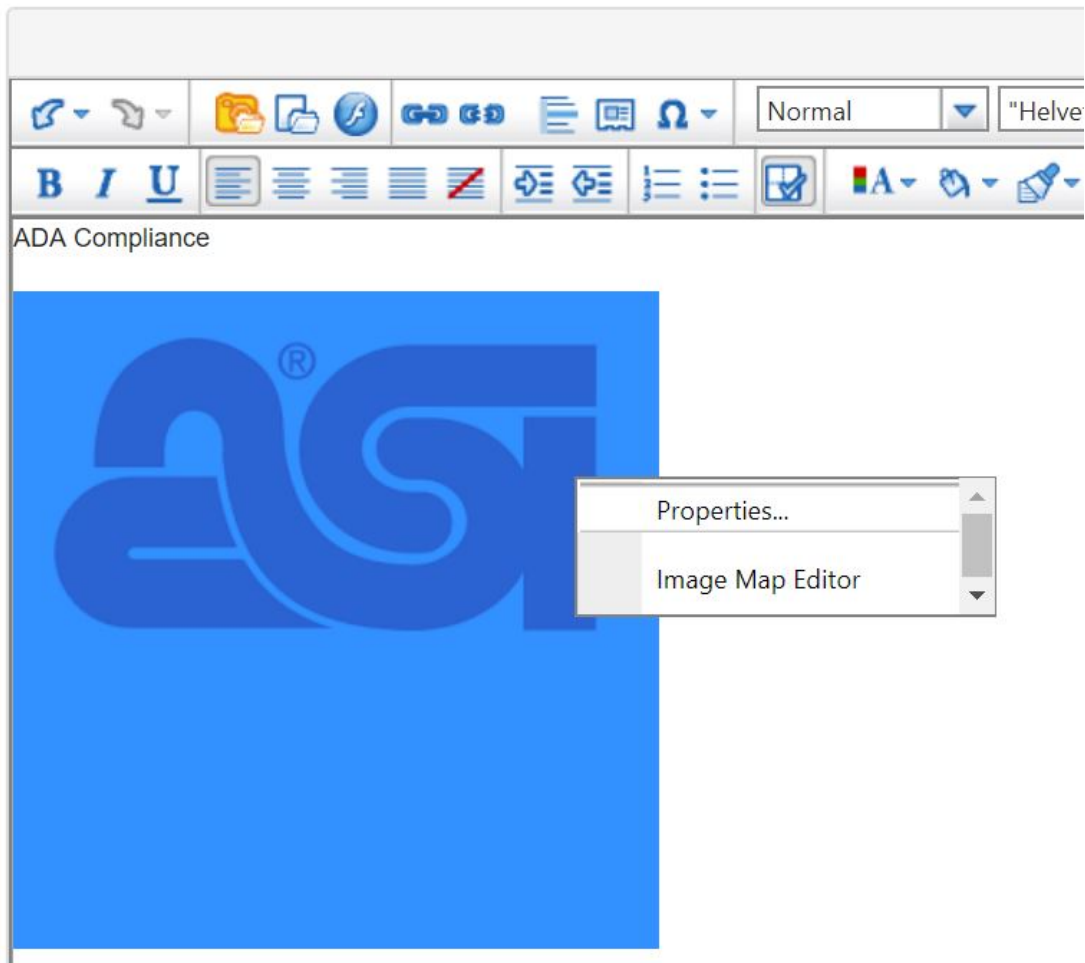 Normal "Helve
B I U A
ADA Compliance
®
asi
Properties...
Image Map Editor